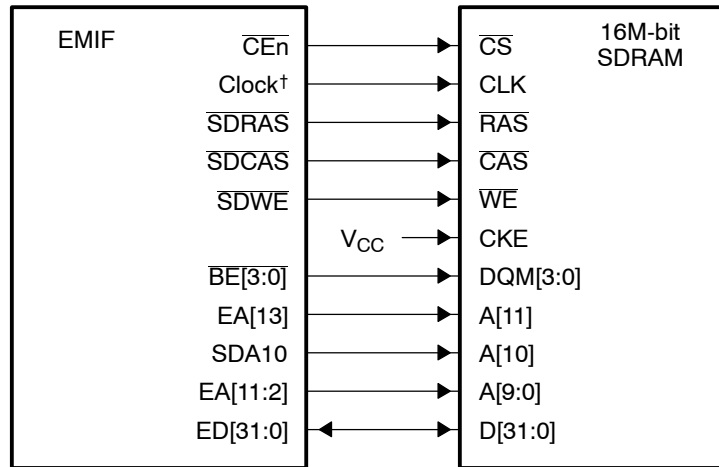 EMIF
16M-bit
SDRAM
CEn
CS
Clock†
CLK
SDRAS
RAS
SDCAS
CAS
SDWE
WE
VCC
CKE
BE[3:0]
DQM[3:0]
EA[13]
A[11]
SDA10
A[10]
EA[11:2]
A[9:0]
ED[31:0]
D[31:0]